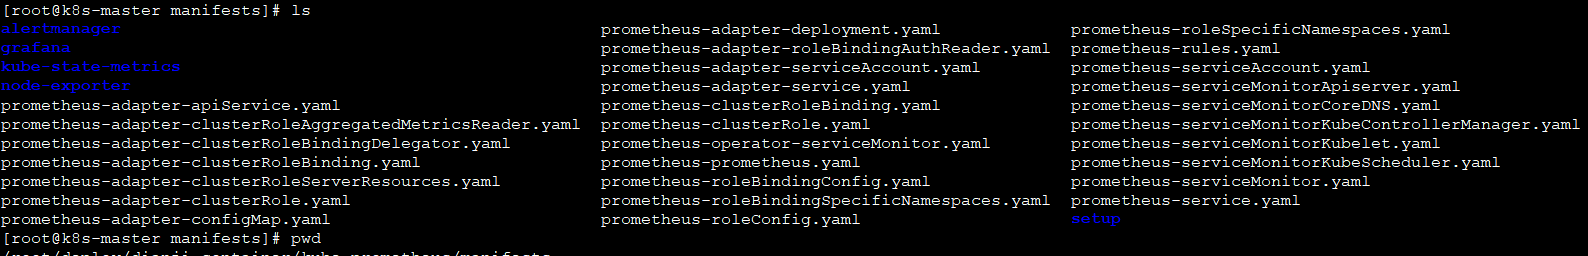 [root@k8s-master manifests]# ls
alertmanager prometheus-adapter-deployment.yaml prometheus-roleSpecificNamespaces.yaml
grafana prometheus-adapter-roleBindingAuthReader.yaml prometheus-rules.yaml
kube-state-metrics prometheus-adapter-serviceAccount.yaml prometheus-serviceAccount.yaml
node-exporter prometheus-adapter-service.yaml prometheus-serviceMonitorApiserver.yaml
prometheus-adapter-apiService.yaml prometheus-clusterRoleBinding.yaml prometheus-serviceMonitorCoreDNS.yaml
prometheus-adapter-clusterRoleAggregatedMetricsReader.yaml prometheus-clusterRole.yaml prometheus-serviceMonitorKubeControllerManager.yaml
prometheus-adapter-clusterRoleBindingDelegator.yaml prometheus-operator-serviceMonitor.yaml prometheus-serviceMonitorKubelet.yaml
prometheus-adapter-clusterRoleBinding.yaml prometheus-prometheus.yaml prometheus-serviceMonitorKubeScheduler.yaml
prometheus-adapter-clusterRoleServerResources.yaml prometheus-roleBindingConfig.yaml prometheus-serviceMonitor.yaml
prometheus-adapter-clusterRole.yaml prometheus-roleBindingSpecificNamespaces.yaml prometheus-service.yaml
prometheus-adapter-configMap.yaml prometheus-roleConfig.yaml setup
[root@k8s-master manifests]# pwd